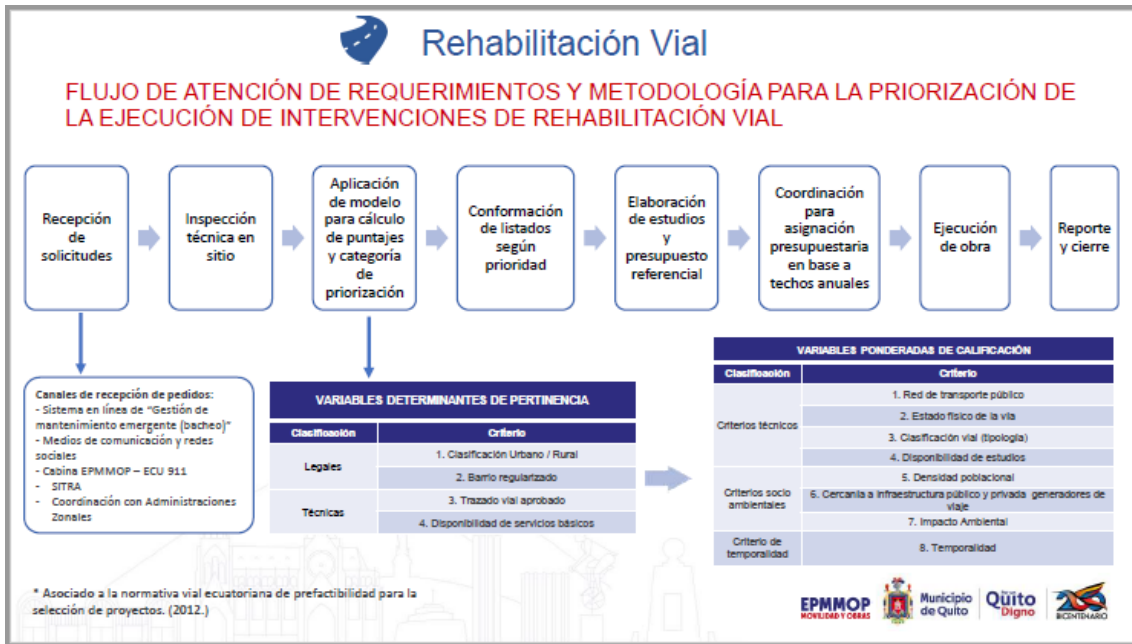 Rehabilitación Vial
FLUJO DE ATENCIÓN DE REQUERIMIENTOS Y METODOLOGÍA PARA LA PRIORIZACIÓN DE
LA EJECUCIÓN DE INTERVENCIONES DE REHABILITACIÓN VIAL
Recepción
de
solicitudes
Inspección
técnica en
sitio
Aplicación
de modelo
para cálculo
de puntajes
y categoría
de
priorización
Conformación
de listados
según
prioridad
Elaboración
de estudios
y
presupuesto
referencial
Coordinación
para
asignación
presupuestaria
en base a
techos anuales
Ejecución
de obra
Reporte
y cierre
Canales de recepción de pedidos:
- Sistema en línea de "Gestión de
mantenimiento emergente (bacheo)"
- Medios de comunicación y redes
sociales
- Cabina EPMMOP – ECU 911
- SITRA
- Coordinación con Administraciones
Zonales
VARIABLES DETERMINANTES DE PERTINENCIA
Clasificación Criterio
Legales
1. Clasificación Urbano / Rural
2. Barrio regularizado
Técnicas
3. Trazado vial aprobado
4. Disponibilidad de servicios básicos
VARIABLES PONDERADAS DE CALIFICACIÓN
Clasificación Criterio
Criterios técnicos
1. Red de transporte público
2. Estado físico de la vía
3. Clasificación vial (tipología)
4. Disponibilidad de estudios
Criterios socio
ambientales
5. Densidad poblacional
6. Cercanía a infraestructura público y privada generadores de
viaje
7. Impacto Ambiental
Criterio de
temporalidad
8. Temporalidad
* Asociado a la normativa vial ecuatoriana de prefactibilidad para la
selección de proyectos. (2012.)
EPMMOP
MOVILIDAD Y OBRAS
Municipio
de Quito
Quito
Digno
BICENTENARIO